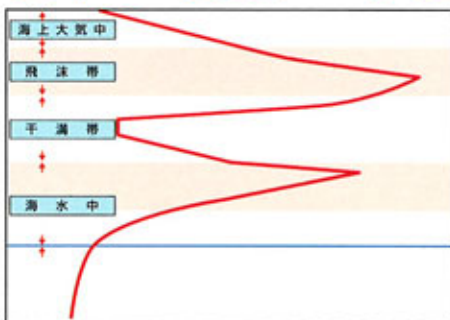 海上大気中
飛沫帯
干満帯
海水中